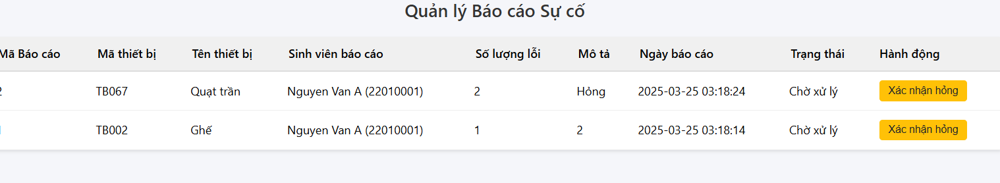 Quản lý Báo cáo Sự cố
Mã Báo cáo Mã thiết bị Tên thiết bị Sinh viên báo cáo Số lượng lỗi Mô tả Ngày báo cáo Trạng thái Hành động
2 TB067 Quạt trần Nguyen Van A (22010001) 2 Hỏng 2025-03-25 03:18:24 Chờ xử lý Xác nhận hỏng
TB002 Ghế Nguyen Van A (22010001) 1 2 2025-03-25 03:18:14 Chờ xử lý Xác nhận hỏng